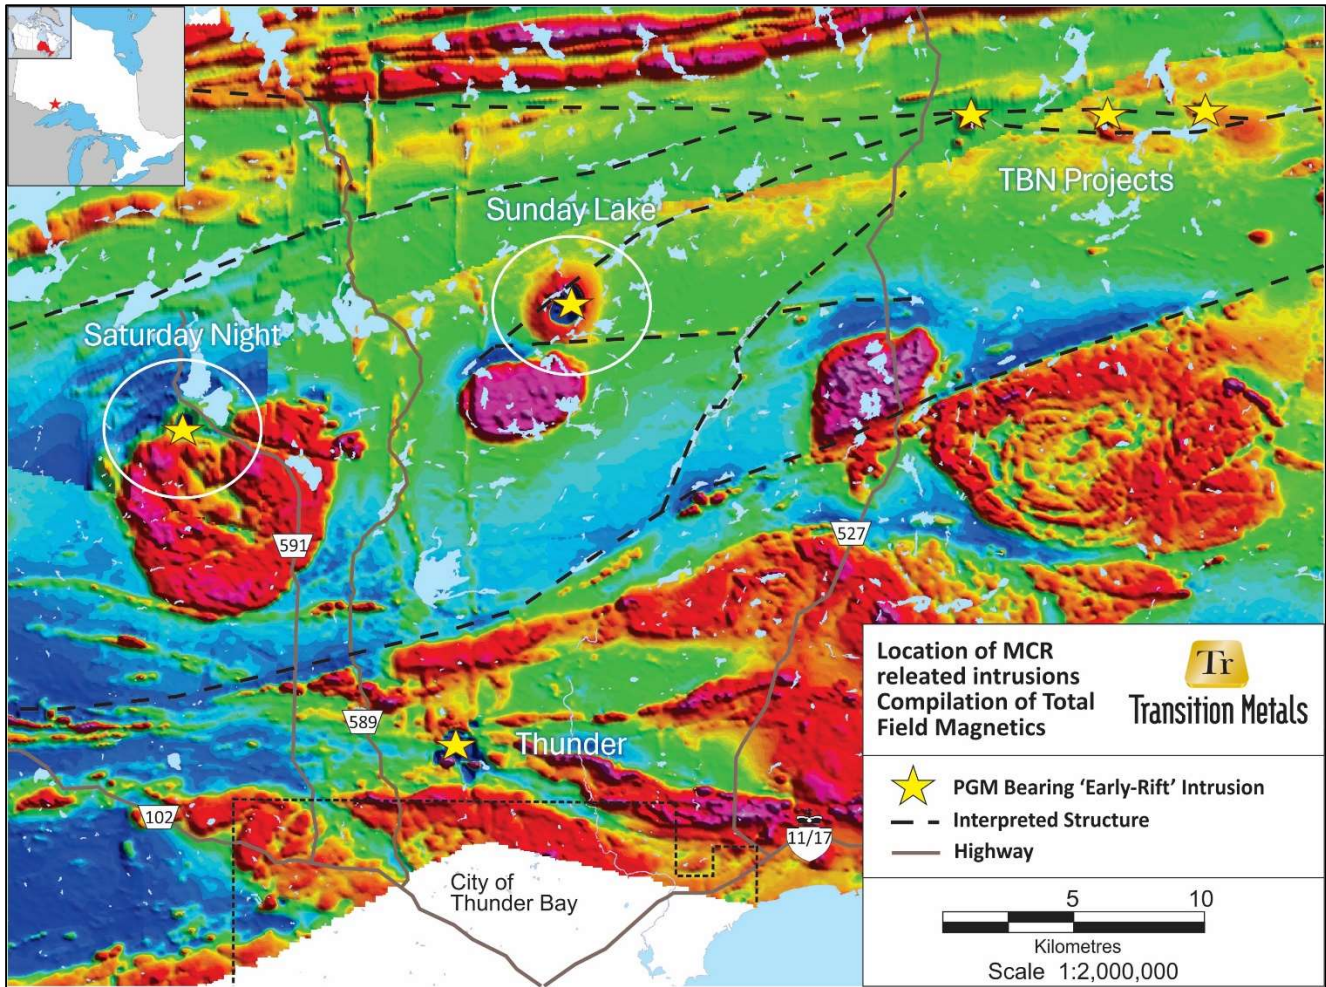 TBN Projects
Sunday Lake
Saturday Night
591
527
589
Thunder
102
11/17
City of
Thunder Bay
Location of MCR
releated intrusions
Compilation of Total
Field Magnetics
Tr
Transition Metals
PGM Bearing 'Early-Rift' Intrusion
Interpreted Structure
Highway
5 10
Kilometres
Scale 1:2,000,000